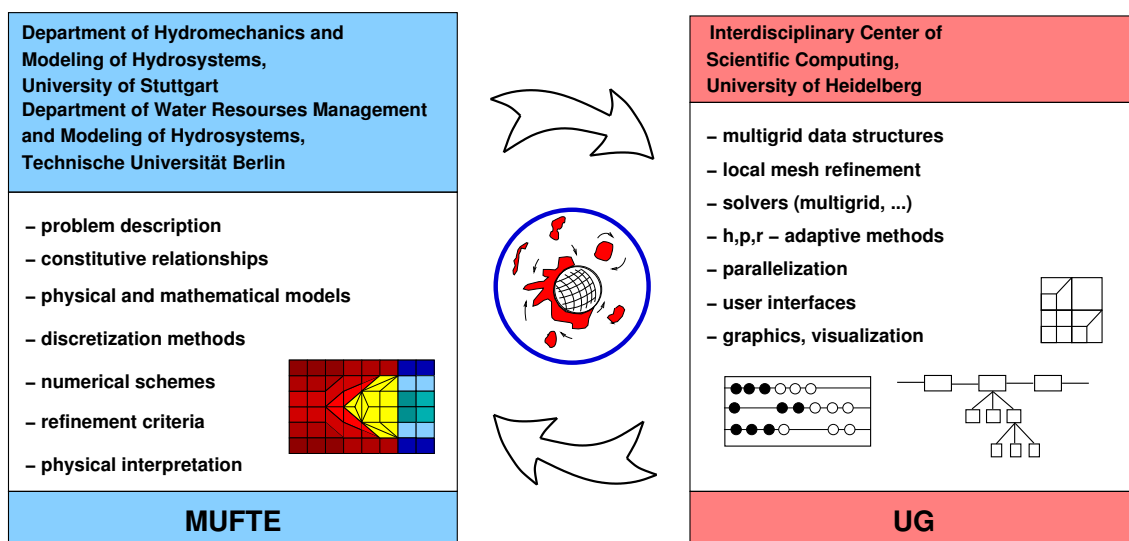 Department of Hydromechanics and
Modeling of Hydrosystems,
University of Stuttgart
Department of Water Resourses Management
and Modeling of Hydrosystems,
Technische Universität Berlin
– problem description
– constitutive relationships
– physical and mathematical models
– discretization methods
– numerical schemes
– refinement criteria
– physical interpretation
MUFTE
Interdisciplinary Center of
Scientific Computing,
University of Heidelberg
– multigrid data structures
– local mesh refinement
– solvers (multigrid, ...)
– h,p,r – adaptive methods
– parallelization
– user interfaces
– graphics, visualization
UG